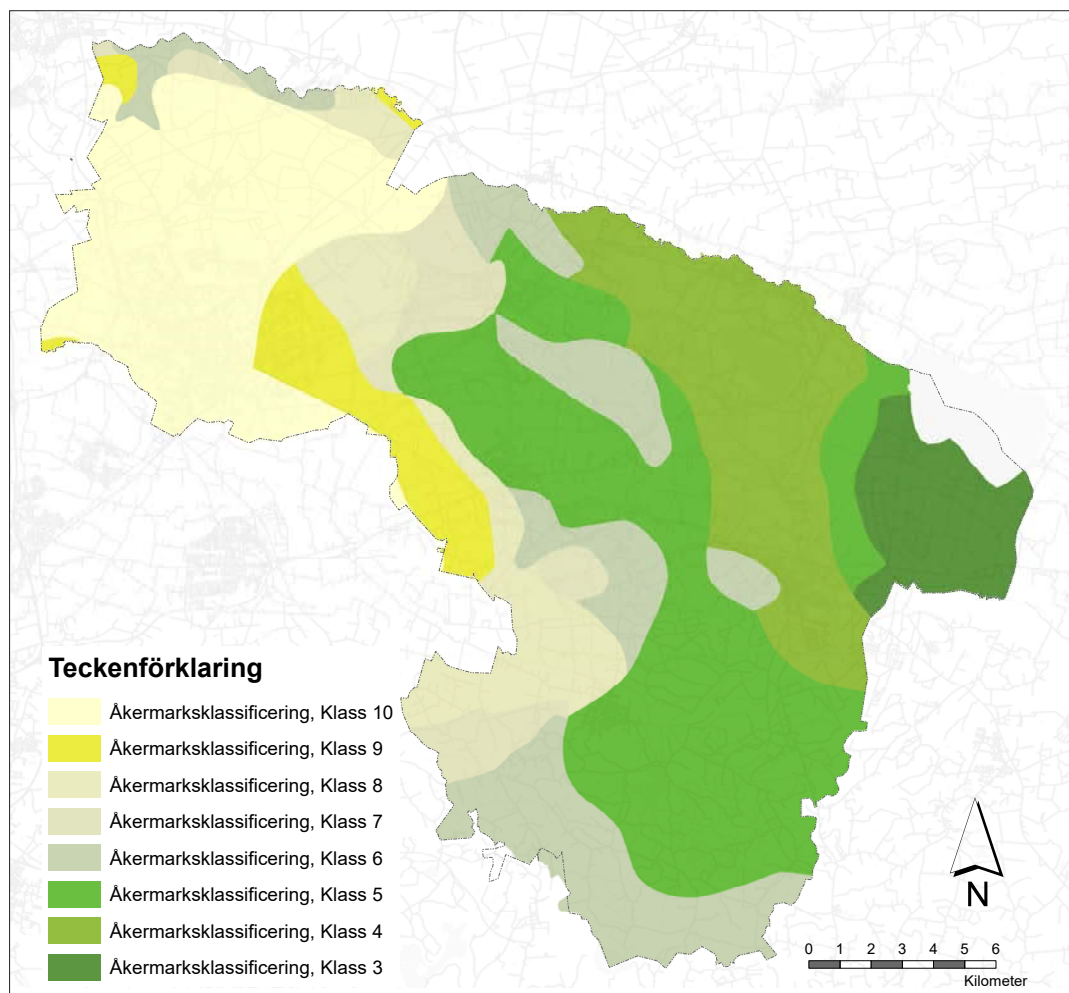 Teckenförklaring
Åkermarksklassificering, Klass 10
Åkermarksklassificering, Klass 9
Åkermarksklassificering, Klass 8
Åkermarksklassificering, Klass 7
Åkermarksklassificering, Klass 6
Åkermarksklassificering, Klass 5
Åkermarksklassificering, Klass 4
Åkermarksklassificering, Klass 3
N
0 1 2 3 4 5 6
Kilometer